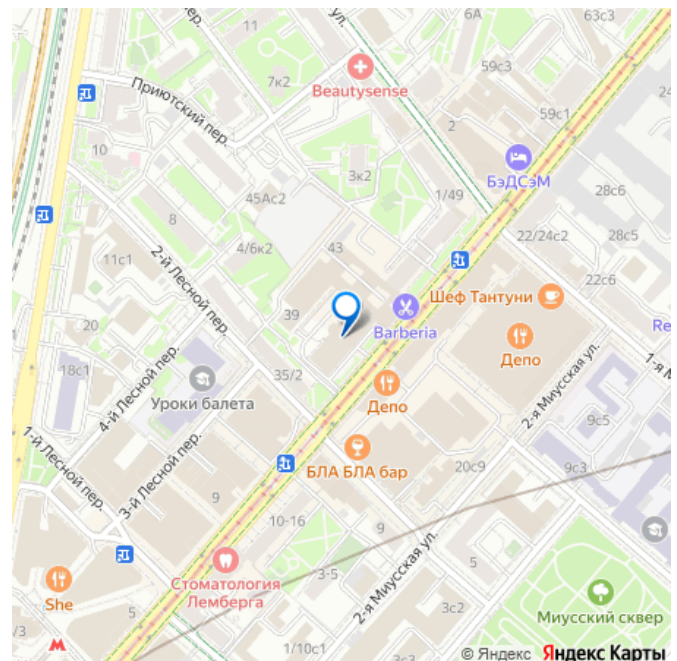 ул.
11
6А
63с3
59с3
7к2
Beautysense
Приютский пер.
59с1
24
2
БэДСэМ
10
3к2
45Ас2
1/49
28с6
8
4/6к2
43
22/24с2
28с5
11с1
2-й Лесной пер.
22с6
Шеф Тантуни
39
Barberia
Re
20
Депо
1-я М
18с1
4-й Лесной пер.
35/2
2-я Миусская ул.
Уроки балета
Депо
9с5
1-й Лесной пер.
3-й Лесной пер.
БЛА БЛА бар
20с9
9с3
9
10-16
9
Стоматология
Лемберга
3-5
2-я Миусская ул.
5
She
5
3с2
Миусский сквер
1/10с1
3
© Яндекс Яндекс Карты